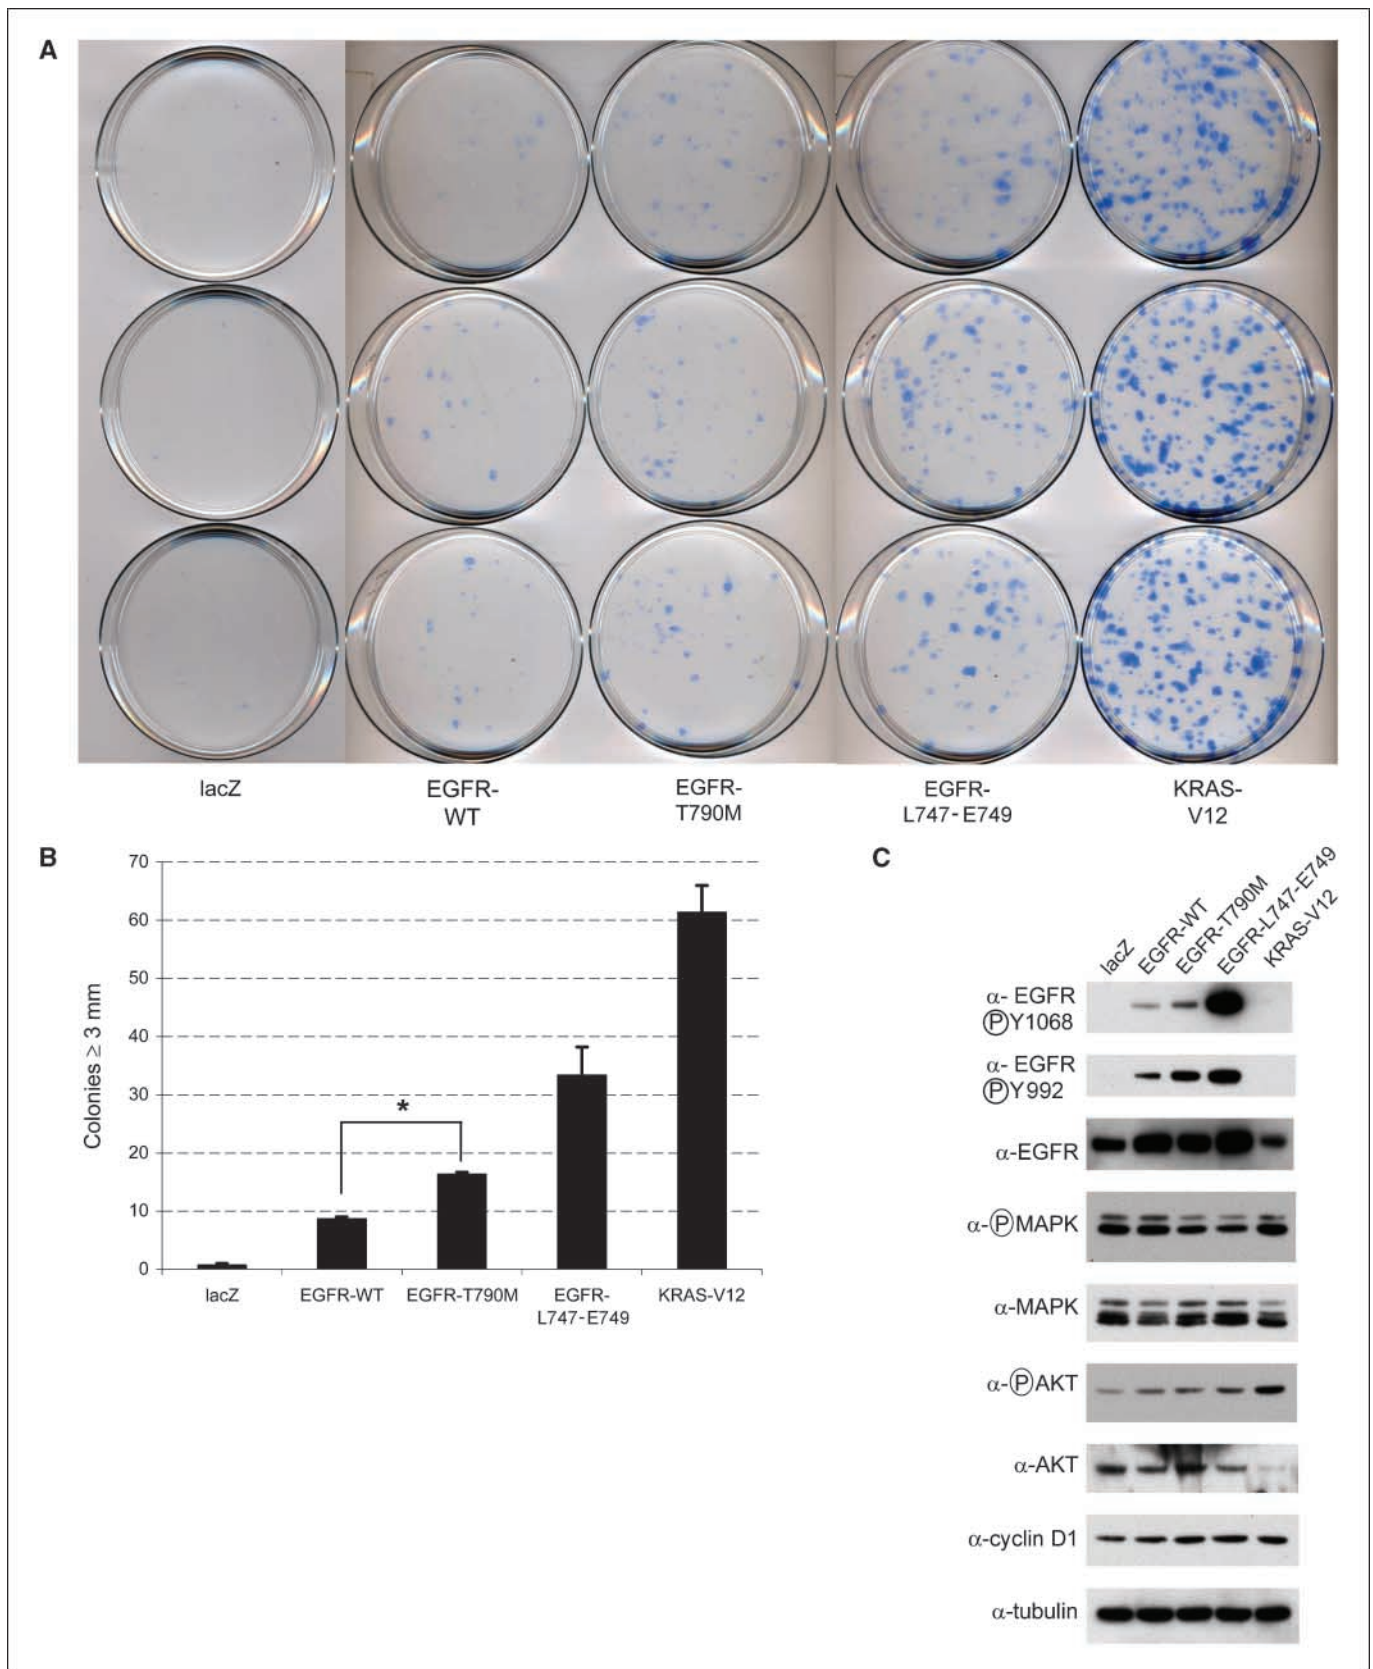 A
lacZ
EGFR-
WT
EGFR-
T790M
EGFR-
L747-E749
KRAS-
V12
B
70
60
50
40
30
20
10
0
Colonies ≥ 3 mm
*
lacZ
EGFR-WT
EGFR-T790M
EGFR-
L747-E749
KRAS-V12
C
lacZ
EGFR-WT
EGFR-T790M
EGFR-L747-E749
KRAS-V12
α- EGFR
ⓅY1068
α- EGFR
ⓅY992
α-EGFR
α-ⓅMAPK
α-MAPK
α-ⓅAKT
α-AKT
α-cyclin D1
α-tubulin